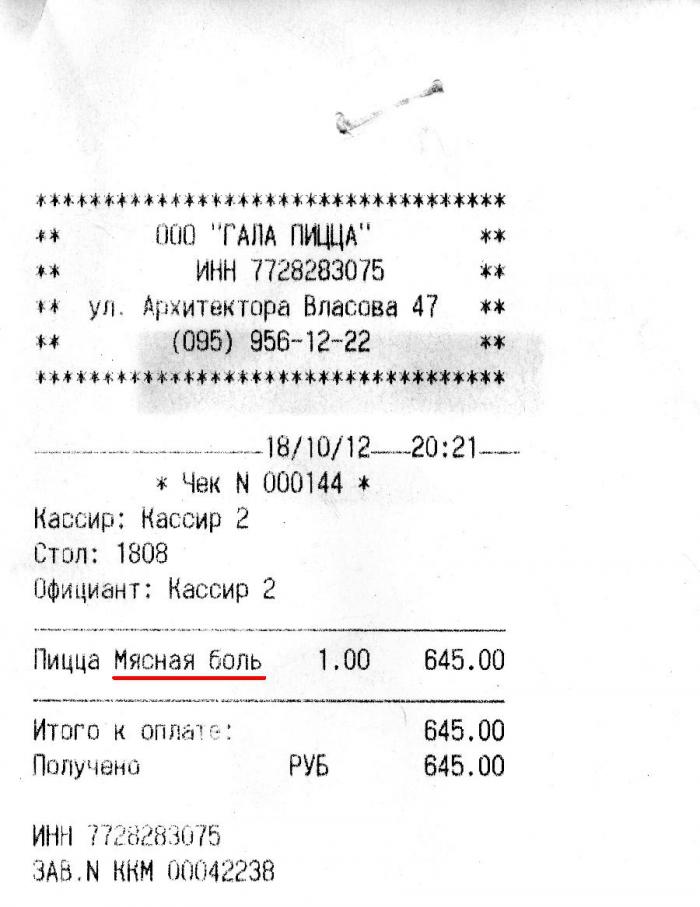 ***********************************
** ООО "ГАЛА ПИЦЦА" **
** ИНН 7728283075 **
** ул. Архитектора Власова 47 **
** (095) 956-12-22 **
***********************************
18/10/12 20:21
* Чек N 000144 *
Кассир: Кассир 2
Стол: 1808
Официант: Кассир 2
Пицца Мясная боль 1.00 645.00
Итого к оплате: 645.00
Получено РУБ 645.00
ИНН 7728283075
ЗАВ.N ККМ 00042238